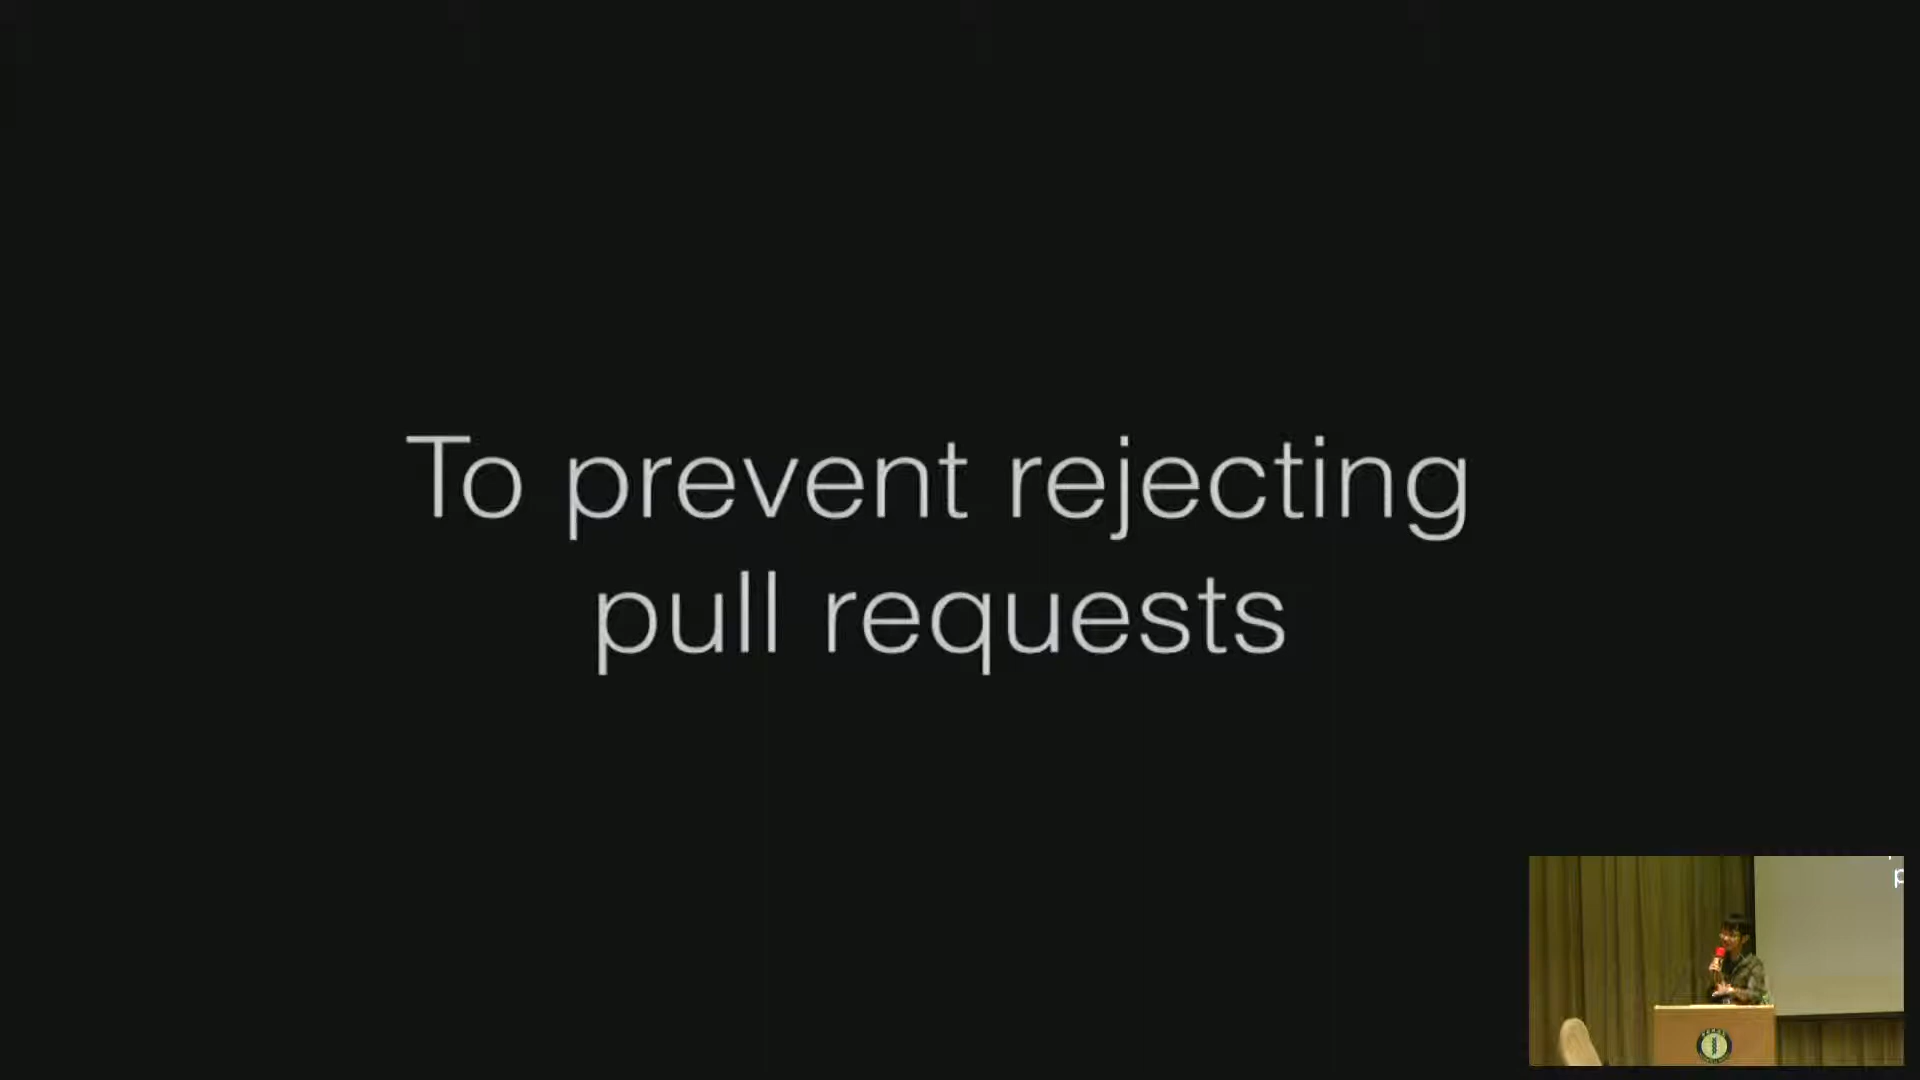 To prevent rejecting
pull requests
p